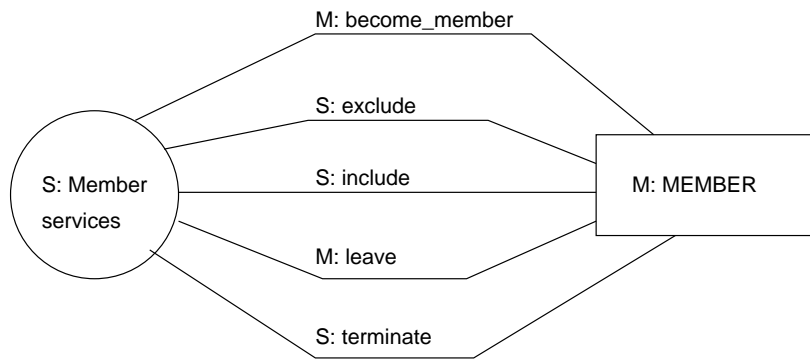 M: become_member
S: exclude
S: Member
services
S: include
M: MEMBER
M: leave
S: terminate